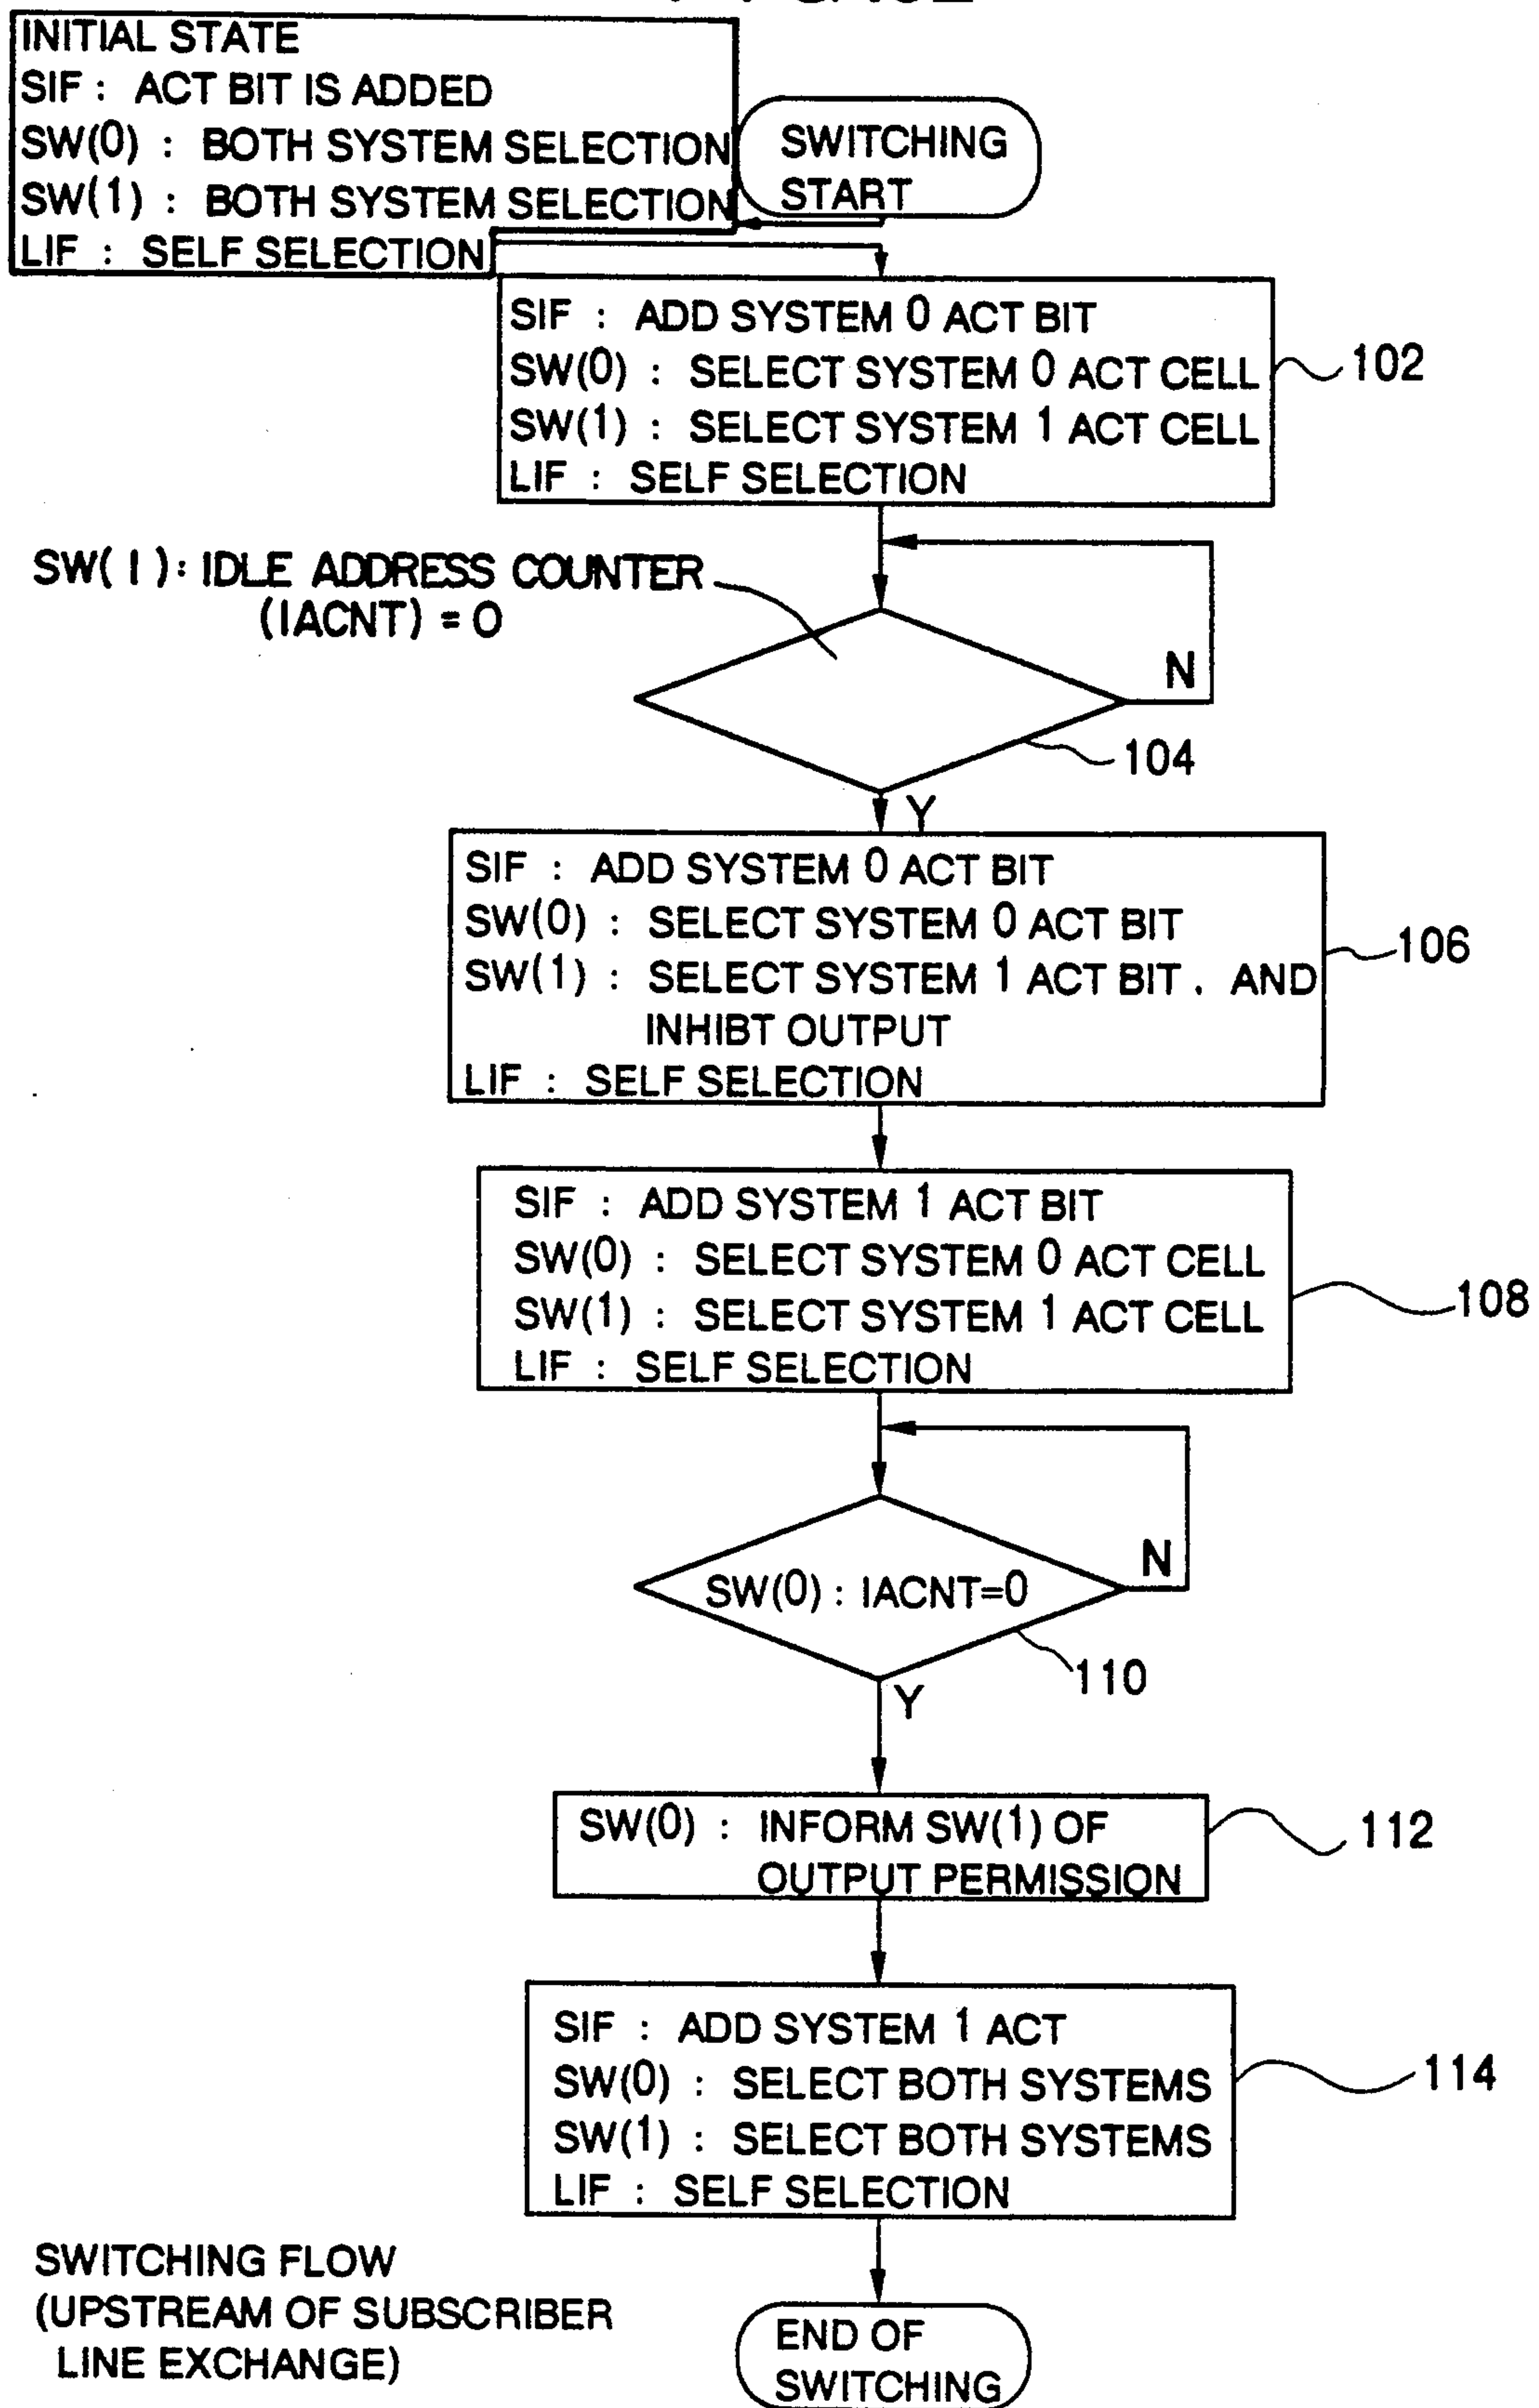 INITIAL STATE
SIF : ACT BIT IS ADDED
SW(0) : BOTH SYSTEM SELECTION
SW(1) : BOTH SYSTEM SELECTION
LIF : SELF SELECTION
SWITCHING
START
SIF : ADD SYSTEM 0 ACT BIT
SW(0) : SELECT SYSTEM 0 ACT CELL
SW(1) : SELECT SYSTEM 1 ACT CELL
LIF : SELF SELECTION
102
SW(1): IDLE ADDRESS COUNTER
(IACNT) = 0
N
104
Y
SIF : ADD SYSTEM 0 ACT BIT
SW(0) : SELECT SYSTEM 0 ACT BIT
SW(1) : SELECT SYSTEM 1 ACT BIT. AND
INHIBT OUTPUT
LIF : SELF SELECTION
106
SIF : ADD SYSTEM 1 ACT BIT
SW(0) : SELECT SYSTEM 0 ACT CELL
SW(1) : SELECT SYSTEM 1 ACT CELL
LIF : SELF SELECTION
108
N
SW(0) : IACNT=0
110
Y
SW(0) : INFORM SW(1) OF
OUTPUT PERMISSION
112
SIF : ADD SYSTEM 1 ACT
SW(0) : SELECT BOTH SYSTEMS
SW(1) : SELECT BOTH SYSTEMS
LIF : SELF SELECTION
114
SWITCHING FLOW
(UPSTREAM OF SUBSCRIBER
LINE EXCHANGE)
END OF
SWITCHING